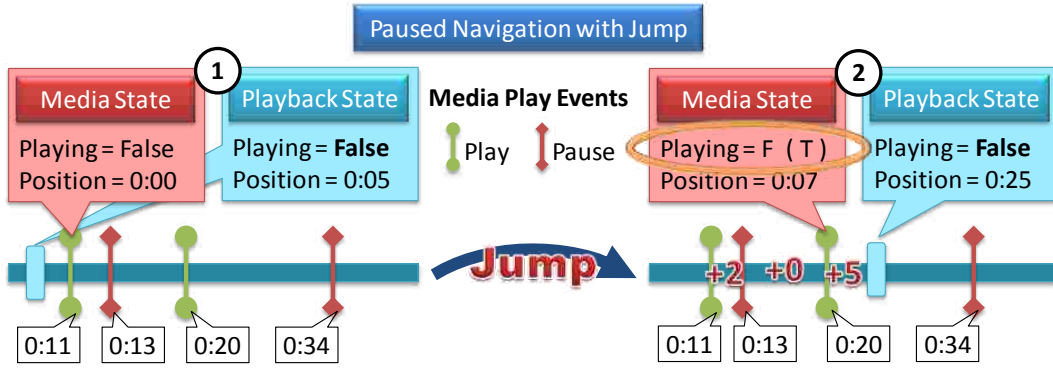 Paused Navigation with Jump
1
Media State
Playing = False
Position = 0:00
Playback State
Playing = False
Position = 0:05
Media Play Events
Play
Pause
2
Media State
Playing = F ( T )
Position = 0:07
Playback State
Playing = False
Position = 0:25
Jump
+2
+0
+5
0:11
0:13
0:20
0:34
0:11
0:13
0:20
0:34